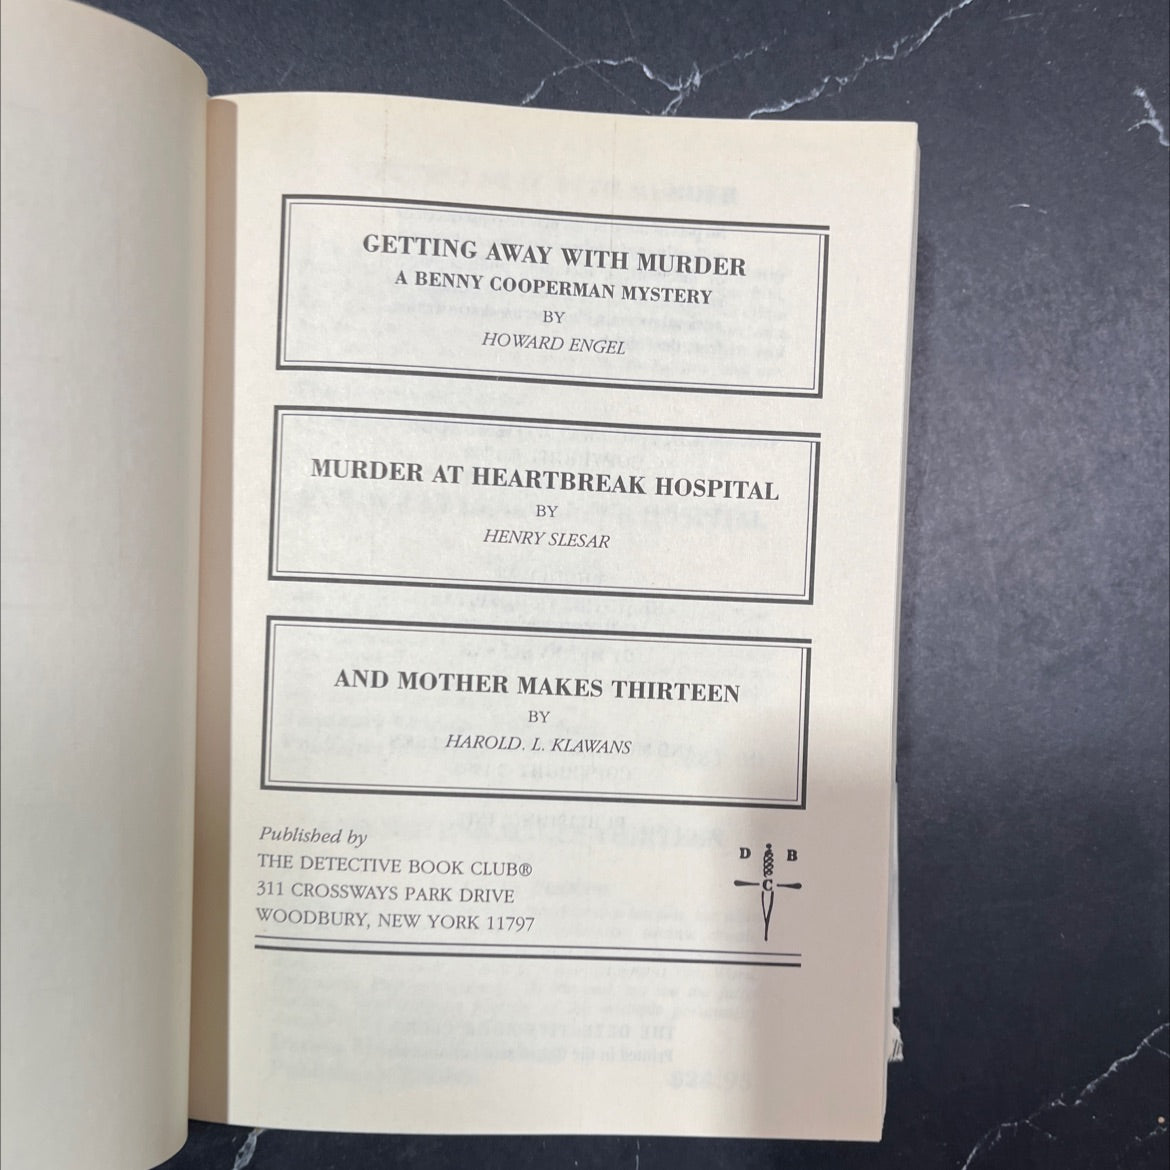 GETTING AWAY WITH MURDER
A BENNY COOPERMAN MYSTERY
BY
HOWARD ENGEL
MURDER AT HEARTBREAK HOSPITAL
BY
HENRY SLESAR
AND MOTHER MAKES THIRTEEN
BY
HAROLD. L. KLAWANS
Published by
THE DETECTIVE BOOK CLUB®
311 CROSSWAYS PARK DRIVE
WOODBURY, NEW YORK 11797
D B
C